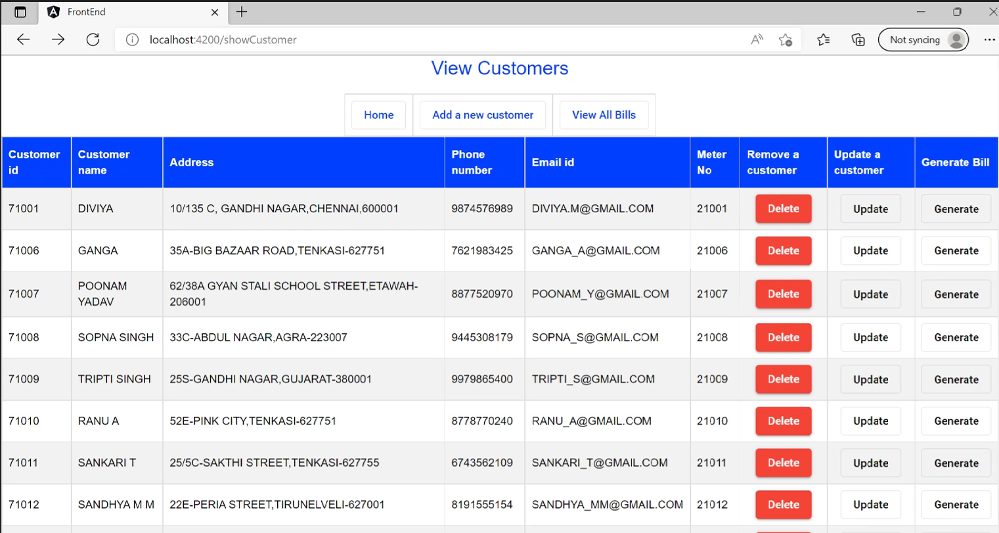 FrontEnd
localhost:4200/showCustomer
Not syncing
View Customers
Home Add a new customer View All Bills
Customer id Customer name Address Phone number Email id Meter No Remove a customer Update a customer Generate Bill
71001 DIVIYA 10/135 C, GANDHI NAGAR,CHENNAI,600001 9874576989 DIVIYA.M@GMAIL.COM 21001 Delete Update Generate
71006 GANGA 35A-BIG BAZAAR ROAD,TENKASI-627751 7621983425 GANGA_A@GMAIL.COM 21006 Delete Update Generate
71007 POONAM YADAV 62/38A GYAN STALI SCHOOL STREET,ETAWAH-206001 8877520970 POONAM_Y@GMAIL.COM 21007 Delete Update Generate
71008 SOPNA SINGH 33C-ABDUL NAGAR,AGRA-223007 9445308179 SOPNA_S@GMAIL.COM 21008 Delete Update Generate
71009 TRIPTI SINGH 25S-GANDHI NAGAR,GUJARAT-380001 9979865400 TRIPTI_S@GMAIL.COM 21009 Delete Update Generate
71010 RANU A 52E-PINK CITY,TENKASI-627751 8778770240 RANU_A@GMAIL.COM 21010 Delete Update Generate
71011 SANKARI T 25/5C-SAKTHI STREET,TENKASI-627755 6743562109 SANKARI_T@GMAIL.COM 21011 Delete Update Generate
71012 SANDHYA M M 22E-PERIA STREET,TIRUNELVELI-627001 8191555154 SANDHYA_MM@GMAIL.COM 21012 Delete Update Generate